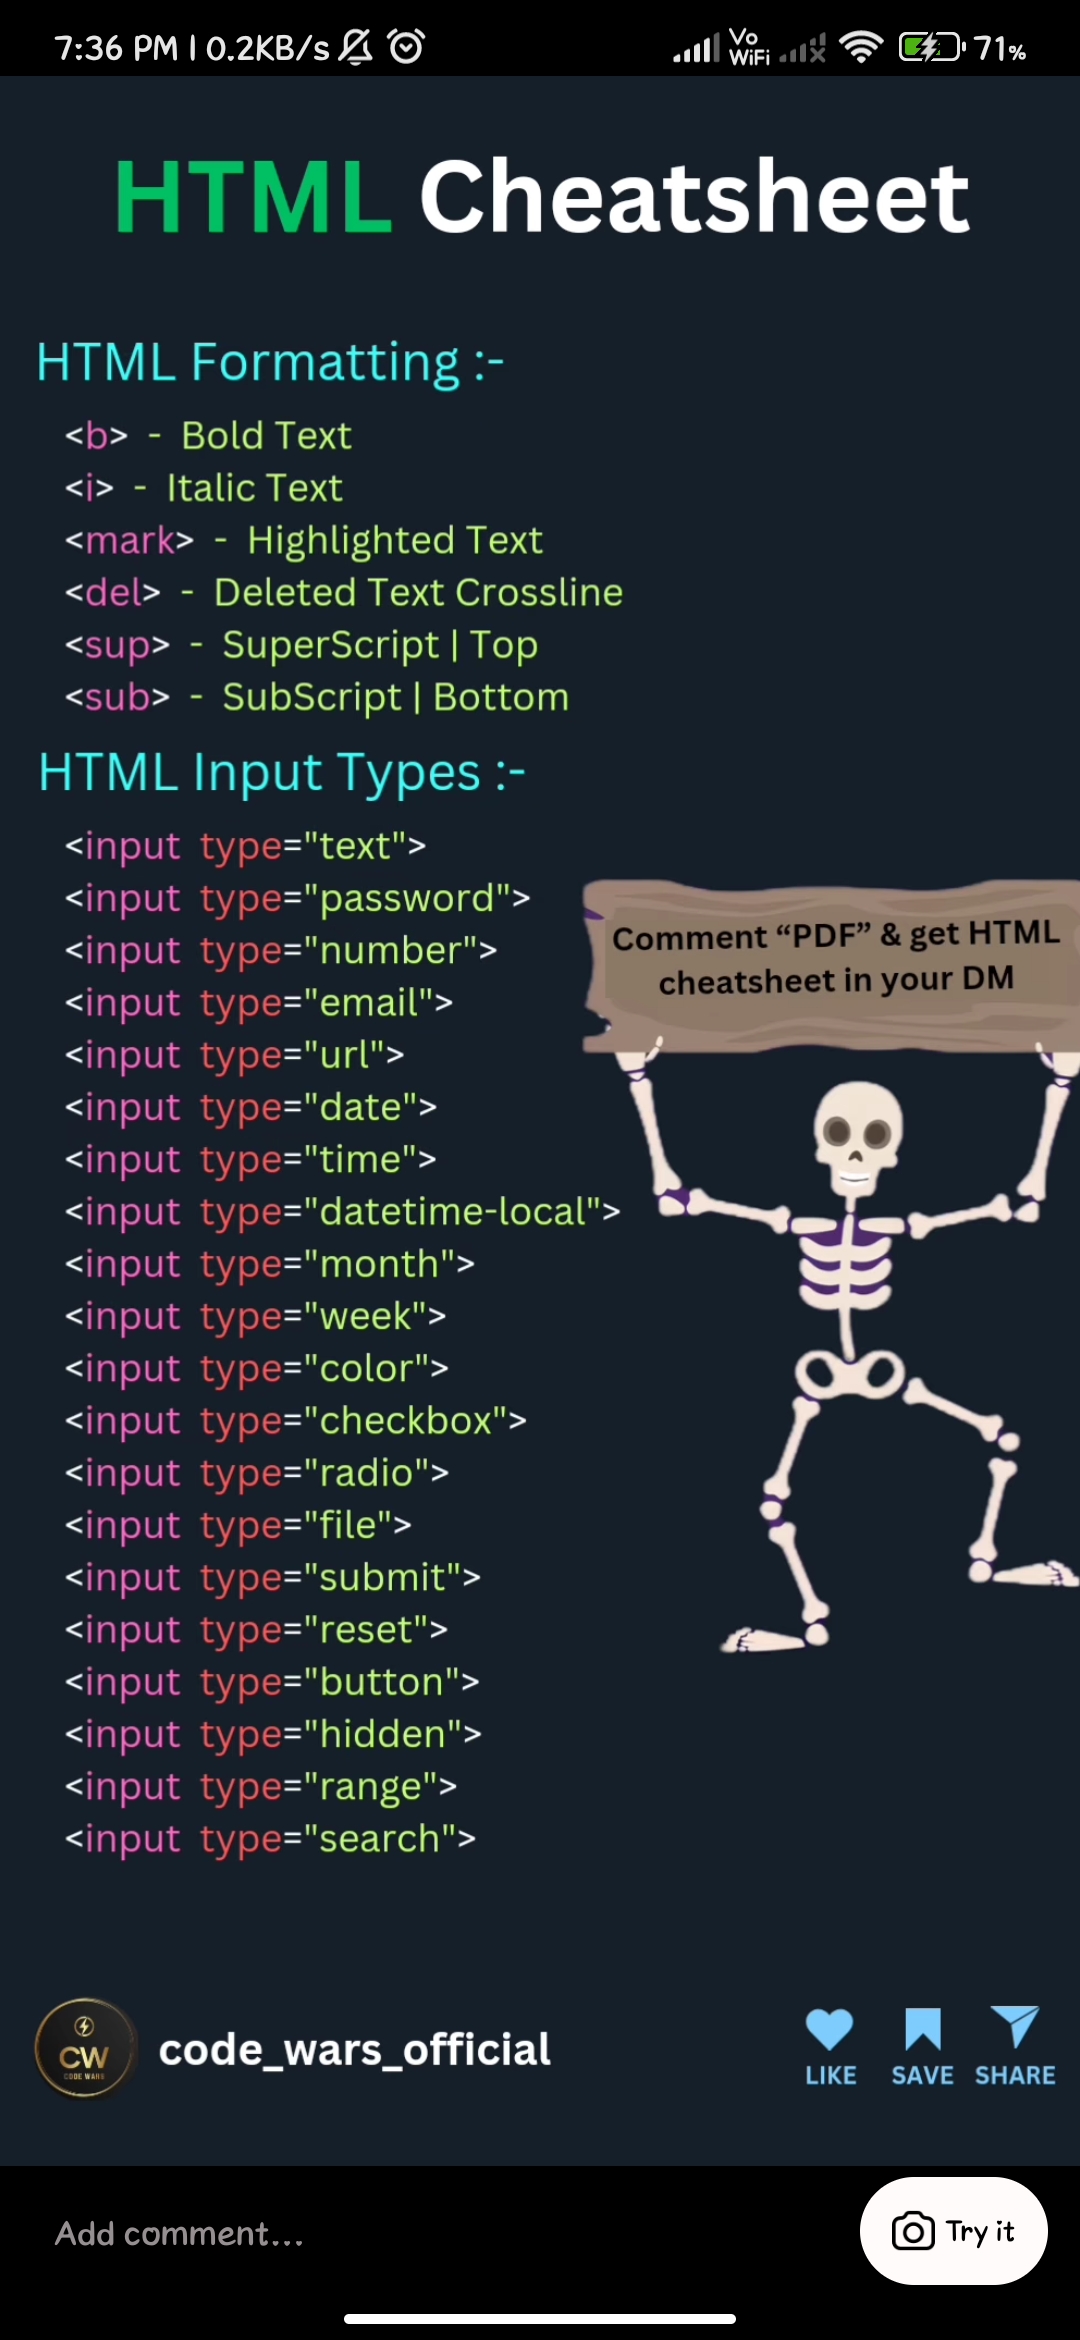 7:36 PM | 0.2KB/s Vo WiFi 71%
HTML Cheatsheet
HTML Formatting :-
<b> - Bold Text
<i> - Italic Text
<mark> - Highlighted Text
<del> - Deleted Text Crossline
<sup> - SuperScript | Top
<sub> - SubScript | Bottom
HTML Input Types :-
<input type="text">
<input type="password">
<input type="number">
<input type="email">
<input type="url">
<input type="date">
<input type="time">
<input type="datetime-local">
<input type="month">
<input type="week">
<input type="color">
<input type="checkbox">
<input type="radio">
<input type="file">
<input type="submit">
<input type="reset">
<input type="button">
<input type="hidden">
<input type="range">
<input type="search">
Comment “PDF” & get HTML
cheatsheet in your DM
CW
CODE WARS
code_wars_official
LIKE SAVE SHARE
Add comment...
Try it